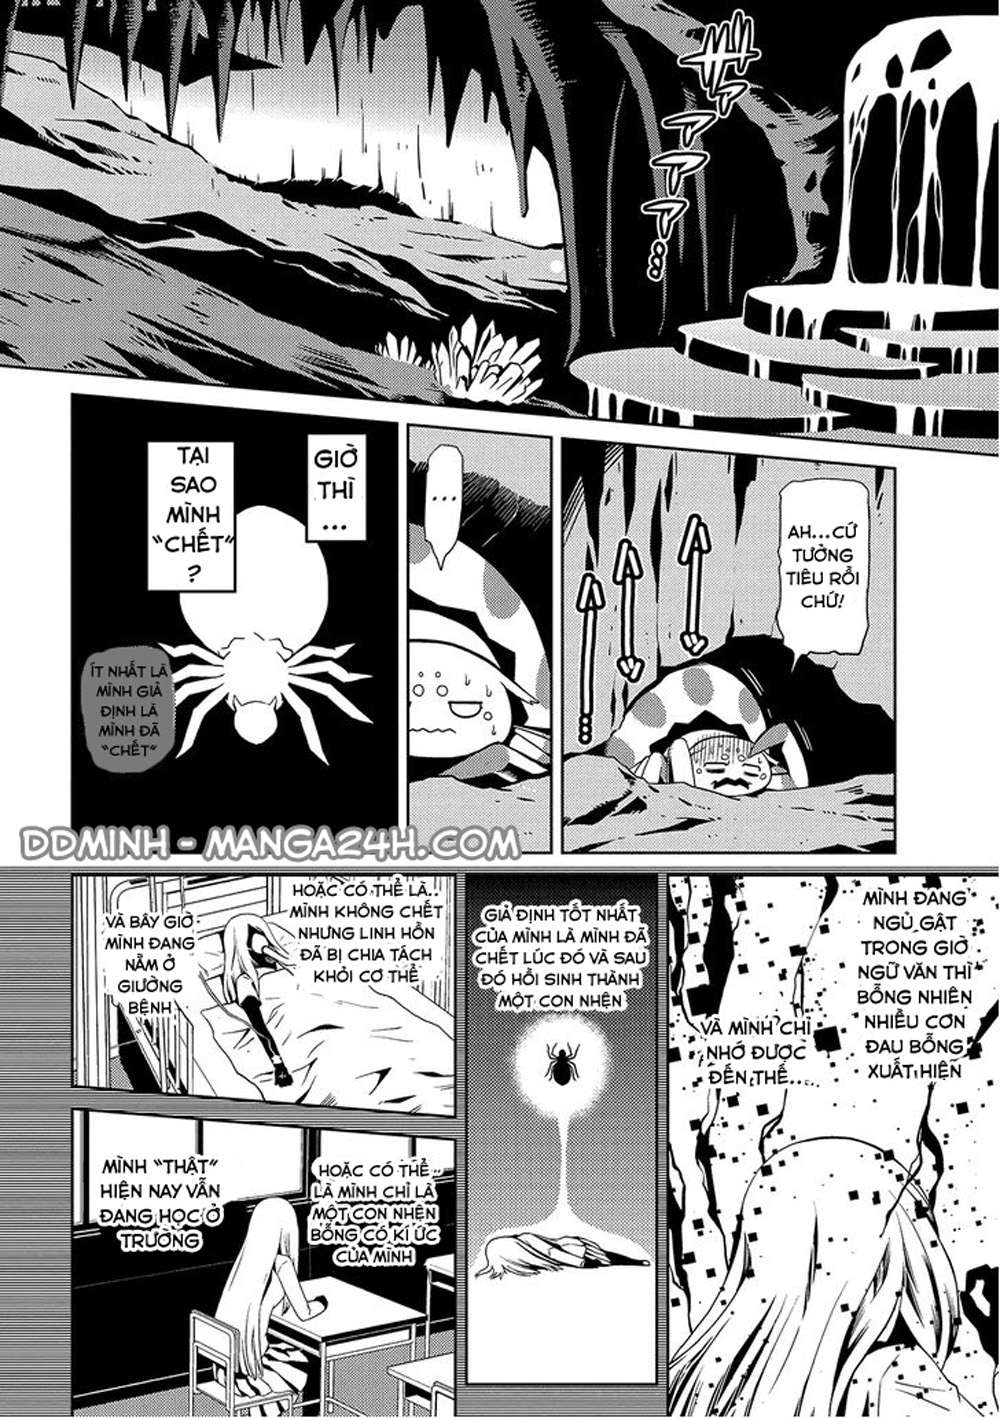 ザザァ
アアア…。
AH...CỨ
TƯỞNG
TIÊU RỒI
CHỨ!
...
GIỜ
THÌ
...
TẠI
SAO
MÌNH
"CHẾT"
?
ÍT NHẤT LÀ
MÌNH GIẢ
ĐỊNH LÀ
MÌNH ĐÃ
"CHẾT"
DDMINH - MANGA24H.COM
MÌNH ĐANG
NGỦ GẬT
TRONG GIỜ
NGỮ VĂN THÌ
BỖNG NHIÊN
NHIỀU CƠN
ĐAU BỖNG
XUẤT HIỆN
VÀ MÌNH CHỈ
NHỚ ĐƯỢC
ĐẾN THẾ...
GIẢ ĐỊNH TỐT NHẤT
CỦA MÌNH LÀ MÌNH ĐÃ
CHẾT LÚC ĐÓ VÀ SAU
ĐÓ HỒI SINH THÀNH
MỘT CON NHỆN
HOẶC CÓ THỂ LÀ..
MÌNH KHÔNG CHẾT
NHƯNG LINH HỒN
ĐÃ BỊ CHIA TÁCH
KHỎI CƠ THỂ
VÀ BÂY GIỜ
MÌNH ĐANG
NẰM Ở
GIƯỜNG
BỆNH
HOẶC CÓ THỂ
LÀ MÌNH CHỈ LÀ
MỘT CON NHỆN
BỖNG CÓ KÍ ỨC
CỦA MÌNH
MÌNH "THẬT"
HIỆN NAY VẪN
ĐANG HỌC Ở
TRƯỜNG